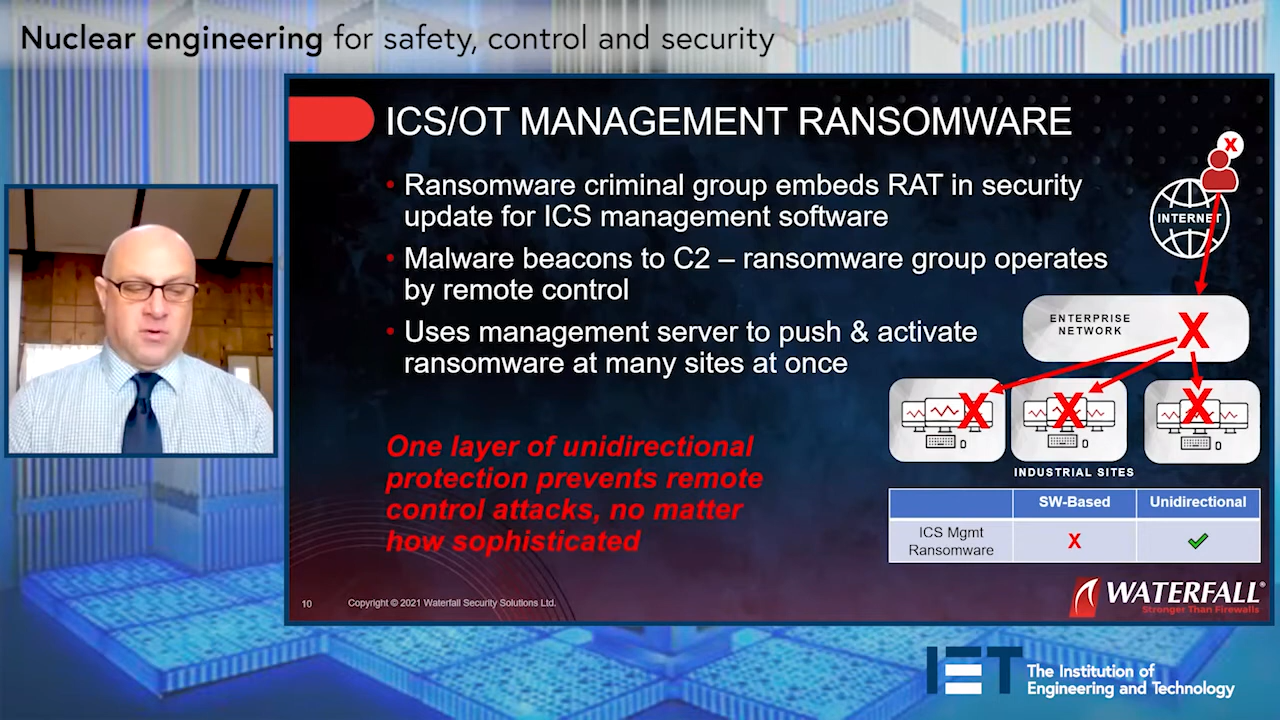 Nuclear engineering for safety, control and security
ICS/OT MANAGEMENT RANSOMWARE
• Ransomware criminal group embeds RAT in security
update for ICS management software
• Malware beacons to C2 – ransomware group operates
by remote control
• Uses management server to push & activate
ransomware at many sites at once
One layer of unidirectional
protection prevents remote
control attacks, no matter
how sophisticated
X
INTERNET
ENTERPRISE
NETWORK
X
X
X
X
INDUSTRIAL SITES
SW-Based
Unidirectional
ICS Mgmt
Ransomware
X
10
Copyright © 2021 Waterfall Security Solutions Ltd.
WATERFALL®
Stronger Than Firewalls
IET
The Institution of
Engineering and Technology